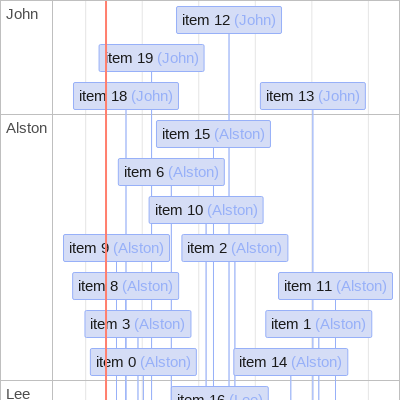 John
item 12 (John)
item 19 (John)
item 18 (John)
item 13 (John)
Alston
item 15 (Alston)
item 6 (Alston)
item 10 (Alston)
item 9 (Alston)
item 2 (Alston)
item 8 (Alston)
item 11 (Alston)
item 3 (Alston)
item 1 (Alston)
item 0 (Alston)
item 14 (Alston)
Lee
item 16 (Lee)